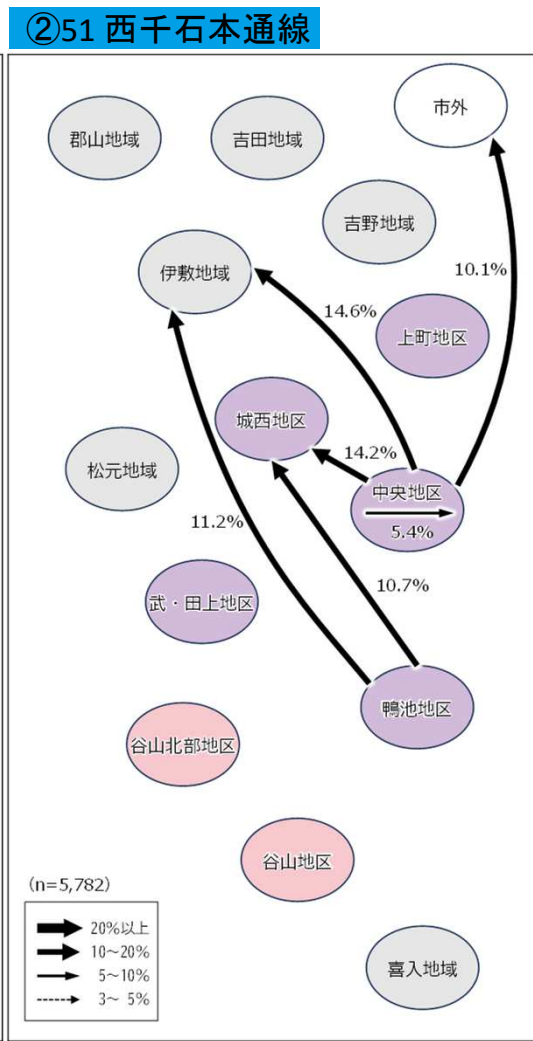 ②51 西千石本通線
市外
郡山地域
吉田地域
吉野地域
伊敷地域
10.1%
14.6%
上町地区
城西地区
14.2%
松元地域
中央地区
11.2%
5.4%
10.7%
武・田上地区
鴨池地区
谷山北部地区
谷山地区
(n=5,782)
20%以上
10～20%
5～10%
3～ 5%
喜入地域